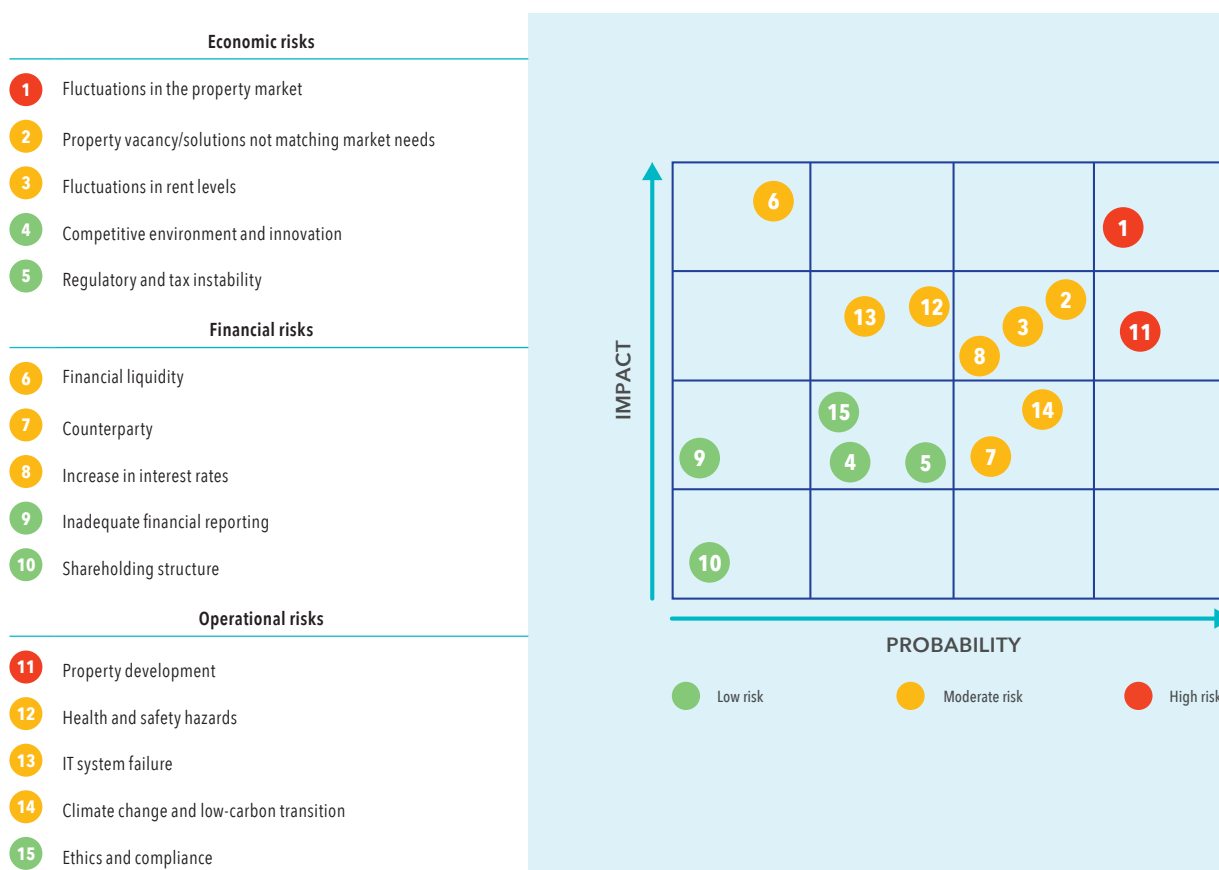 Economic risks
1 Fluctuations in the property market
2 Property vacancy/solutions not matching market needs
3 Fluctuations in rent levels
4 Competitive environment and innovation
5 Regulatory and tax instability
Financial risks
6 Financial liquidity
7 Counterparty
8 Increase in interest rates
9 Inadequate financial reporting
10 Shareholding structure
Operational risks
11 Property development
12 Health and safety hazards
13 IT system failure
14 Climate change and low-carbon transition
15 Ethics and compliance
IMPACT
6
1
13 12 8 3 2 11
9 15 4 5 7 14
10
PROBABILITY
Low risk
Moderate risk
High risk